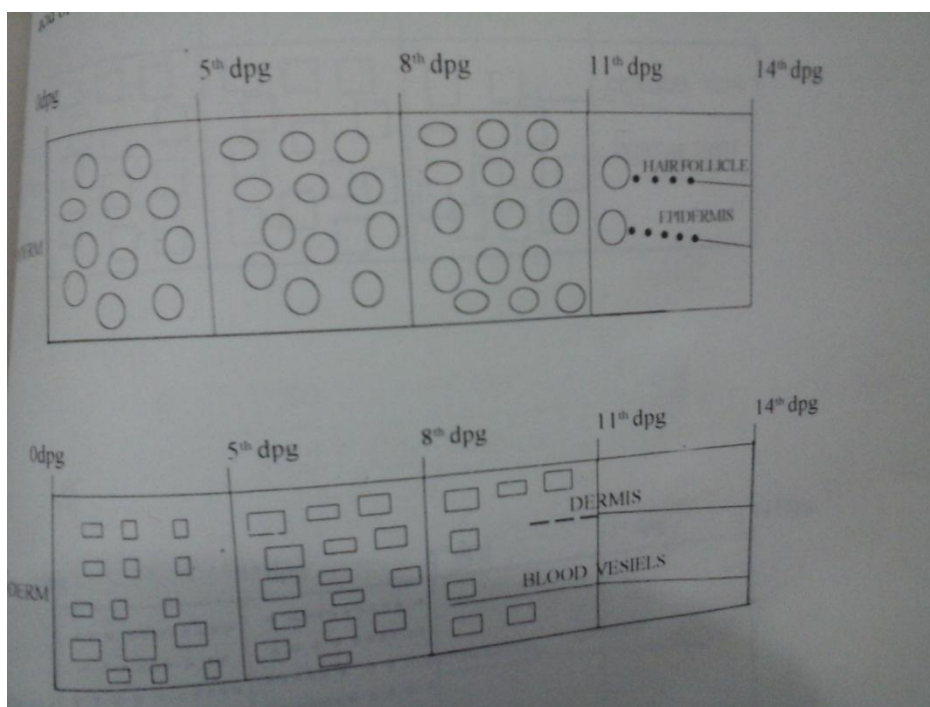 5th dpg 8th dpg 11th dpg 14th dpg
0dpg
HAIR FOLLICLE
EPIDERMIS
0dpg 5th dpg 8th dpg 11th dpg 14th dpg
DERMIS
BLOOD VESIELS